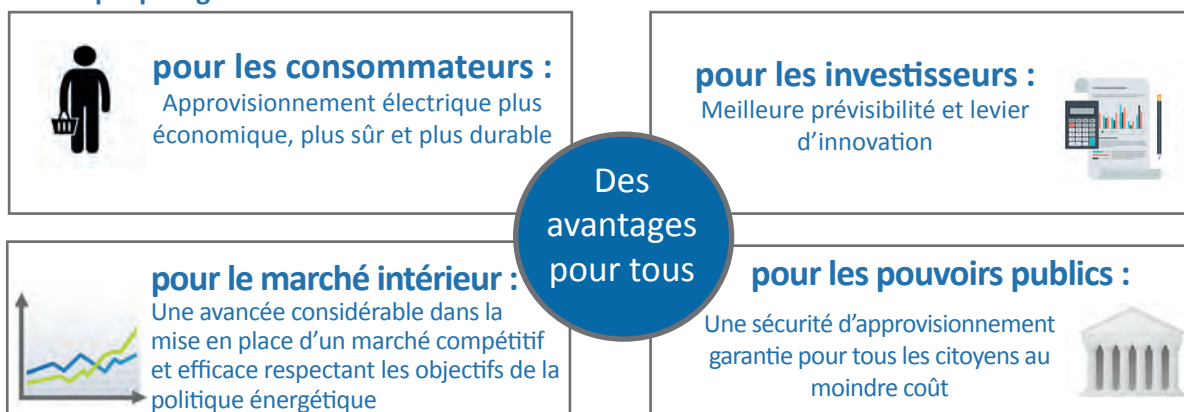 pour les consommateurs :
Approvisionnement électrique plus
économique, plus sûr et plus durable
pour les investisseurs :
Meilleure prévisibilité et levier
d’innovation
Des
avantages
pour tous
pour le marché intérieur :
Une avancée considérable dans la
mise en place d’un marché compétitif
et efficace respectant les objectifs de la
politique énergétique
pour les pouvoirs publics :
Une sécurité d’approvisionnement
garantie pour tous les citoyens au
moindre coût